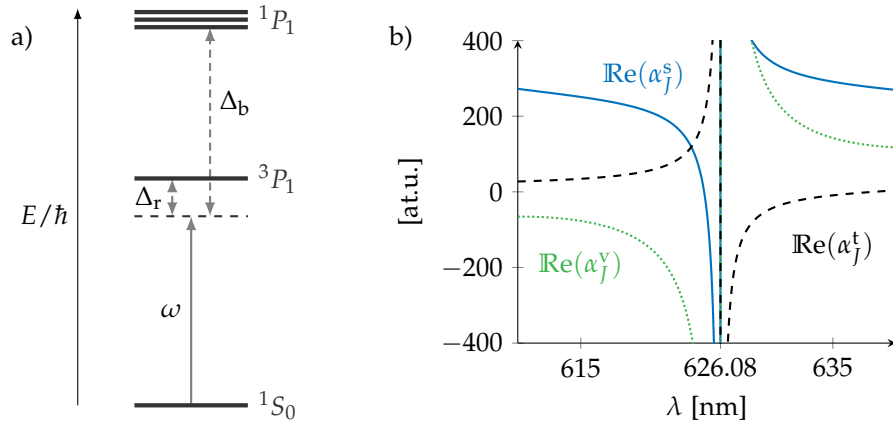 a)
E/ħ
¹P₁
Δ_b
³P₁
Δ_r
ω
¹S₀
b)
[at.u.]
400
200
0
−200
−400
ℝe(α_J^s)
ℝe(α_J^v)
ℝe(α_J^t)
615
626.08
635
λ [nm]